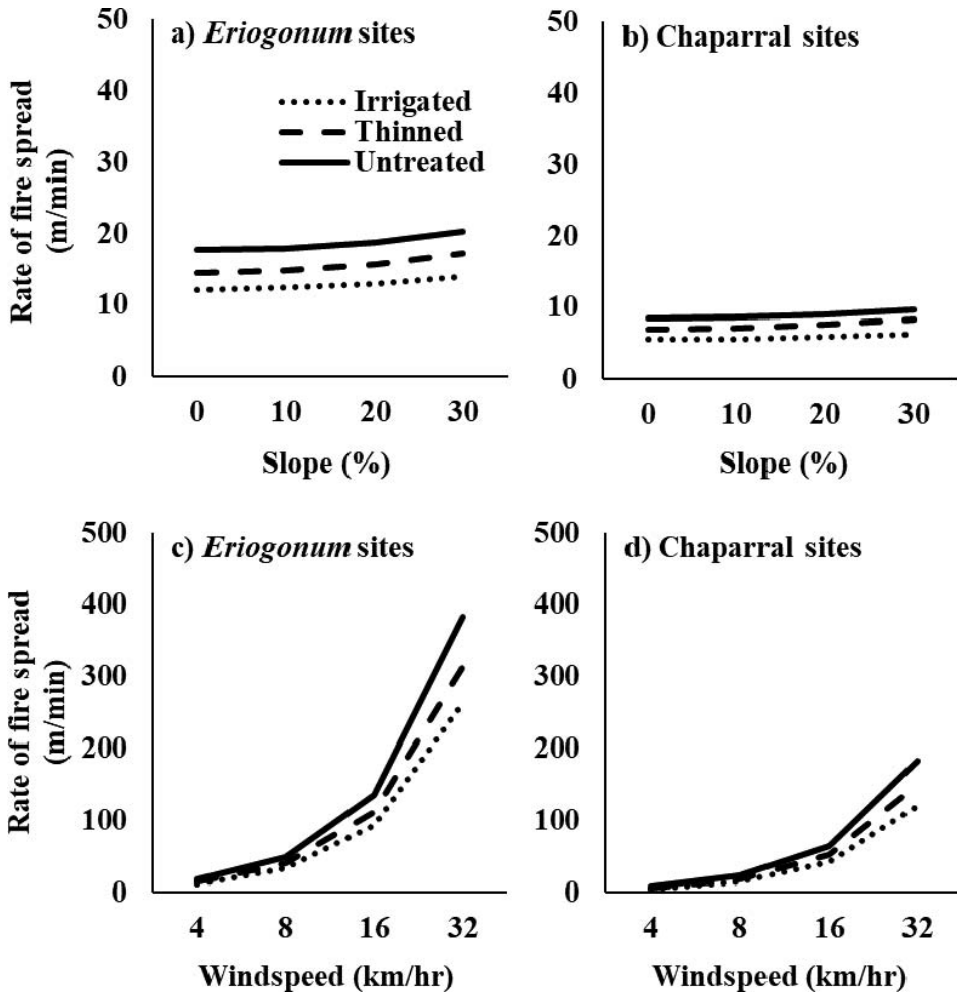 a) Eriogonum sites
50
40
30
20
10
0
Rate of fire spread
(m/min)
Irrigated
Thinned
Untreated
0 10 20 30
Slope (%)
b) Chaparral sites
50
40
30
20
10
0
0 10 20 30
Slope (%)
c) Eriogonum sites
500
400
300
200
100
0
Rate of fire spread
(m/min)
4 8 16 32
Windspeed (km/hr)
d) Chaparral sites
500
400
300
200
100
0
4 8 16 32
Windspeed (km/hr)